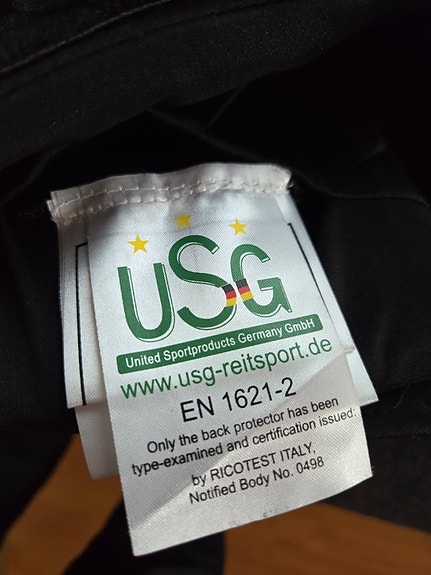 USG
United Sportproducts Germany GmbH
www.usg-reitsport.de
EN 1621-2
Only the back protector has been
type-examined and certification issued:
by RICOTEST ITALY,
Notified Body No. 0498